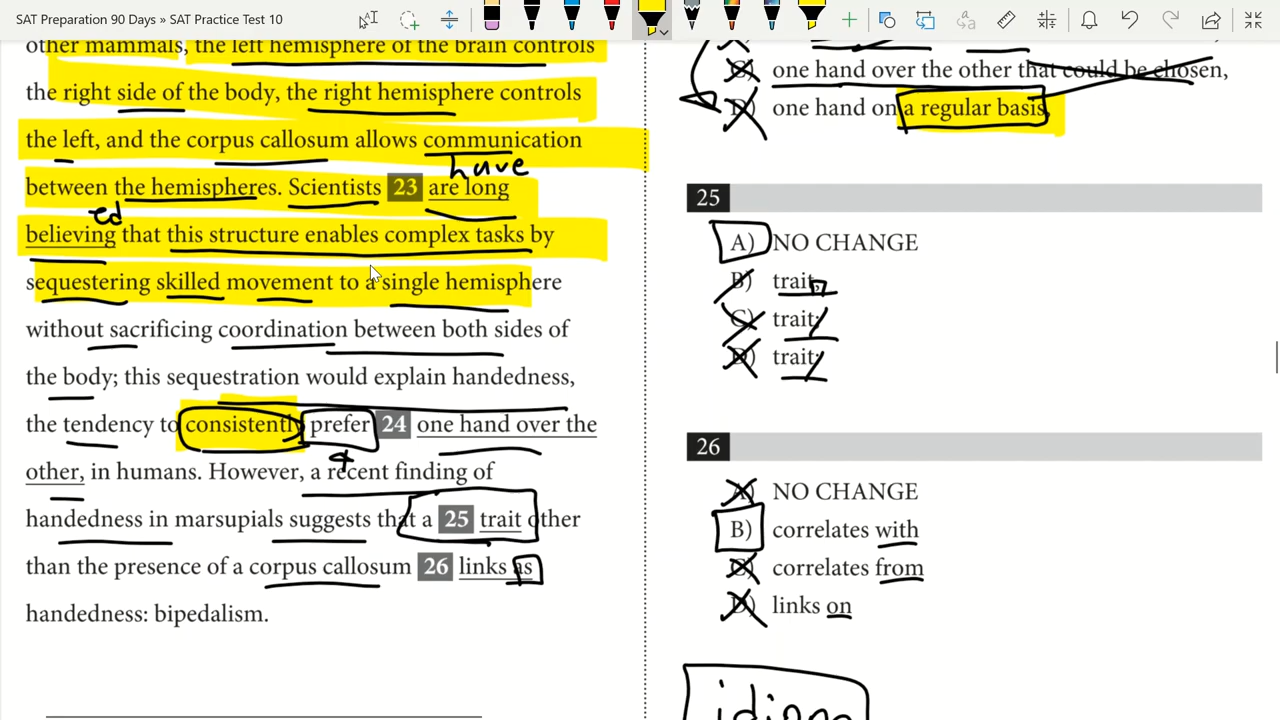 SAT Preparation 90 Days » SAT Practice Test 10
other mammals, the left hemisphere of the brain controls
the right side of the body, the right hemisphere controls
the left, and the corpus callosum allows communication
have
between the hemispheres. Scientists 23 are long
ed
believing that this structure enables complex tasks by
sequestering skilled movement to a single hemisphere
without sacrificing coordination between both sides of
the body; this sequestration would explain handedness,
the tendency to consistently prefer 24 one hand over the
other, in humans. However, a recent finding of
handedness in marsupials suggests that a 25 trait other
than the presence of a corpus callosum 26 links as
handedness: bipedalism.
C) one hand over the other that could be chosen,
D) one hand on a regular basis,
25
A) NO CHANGE
B) trait,
C) trait:
D) trait;
26
A) NO CHANGE
B) correlates with
C) correlates from
D) links on